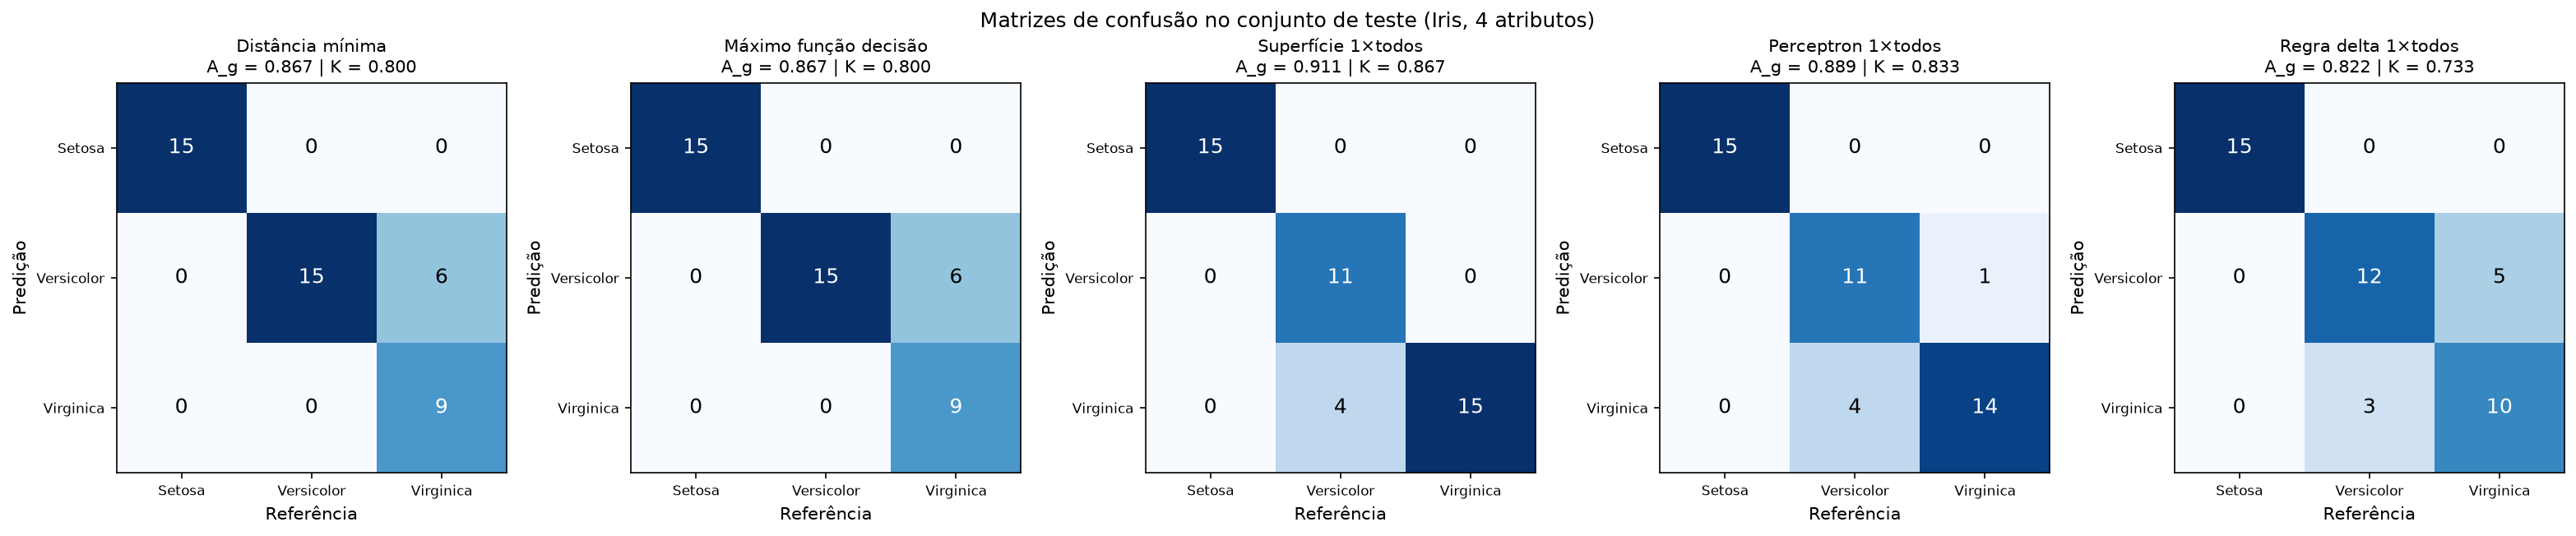 Matrizes de confusão no conjunto de teste (Iris, 4 atributos)
Distância mínima
A_g = 0.867 | K = 0.800
Predição
Setosa 15 0 0
Versicolor 0 15 6
Virginica 0 0 9
Setosa Versicolor Virginica
Referência
Máximo função decisão
A_g = 0.867 | K = 0.800
Predição
Setosa 15 0 0
Versicolor 0 15 6
Virginica 0 0 9
Setosa Versicolor Virginica
Referência
Superfície 1×todos
A_g = 0.911 | K = 0.867
Predição
Setosa 15 0 0
Versicolor 0 11 0
Virginica 0 4 15
Setosa Versicolor Virginica
Referência
Perceptron 1×todos
A_g = 0.889 | K = 0.833
Predição
Setosa 15 0 0
Versicolor 0 11 1
Virginica 0 4 14
Setosa Versicolor Virginica
Referência
Regra delta 1×todos
A_g = 0.822 | K = 0.733
Predição
Setosa 15 0 0
Versicolor 0 12 5
Virginica 0 3 10
Setosa Versicolor Virginica
Referência